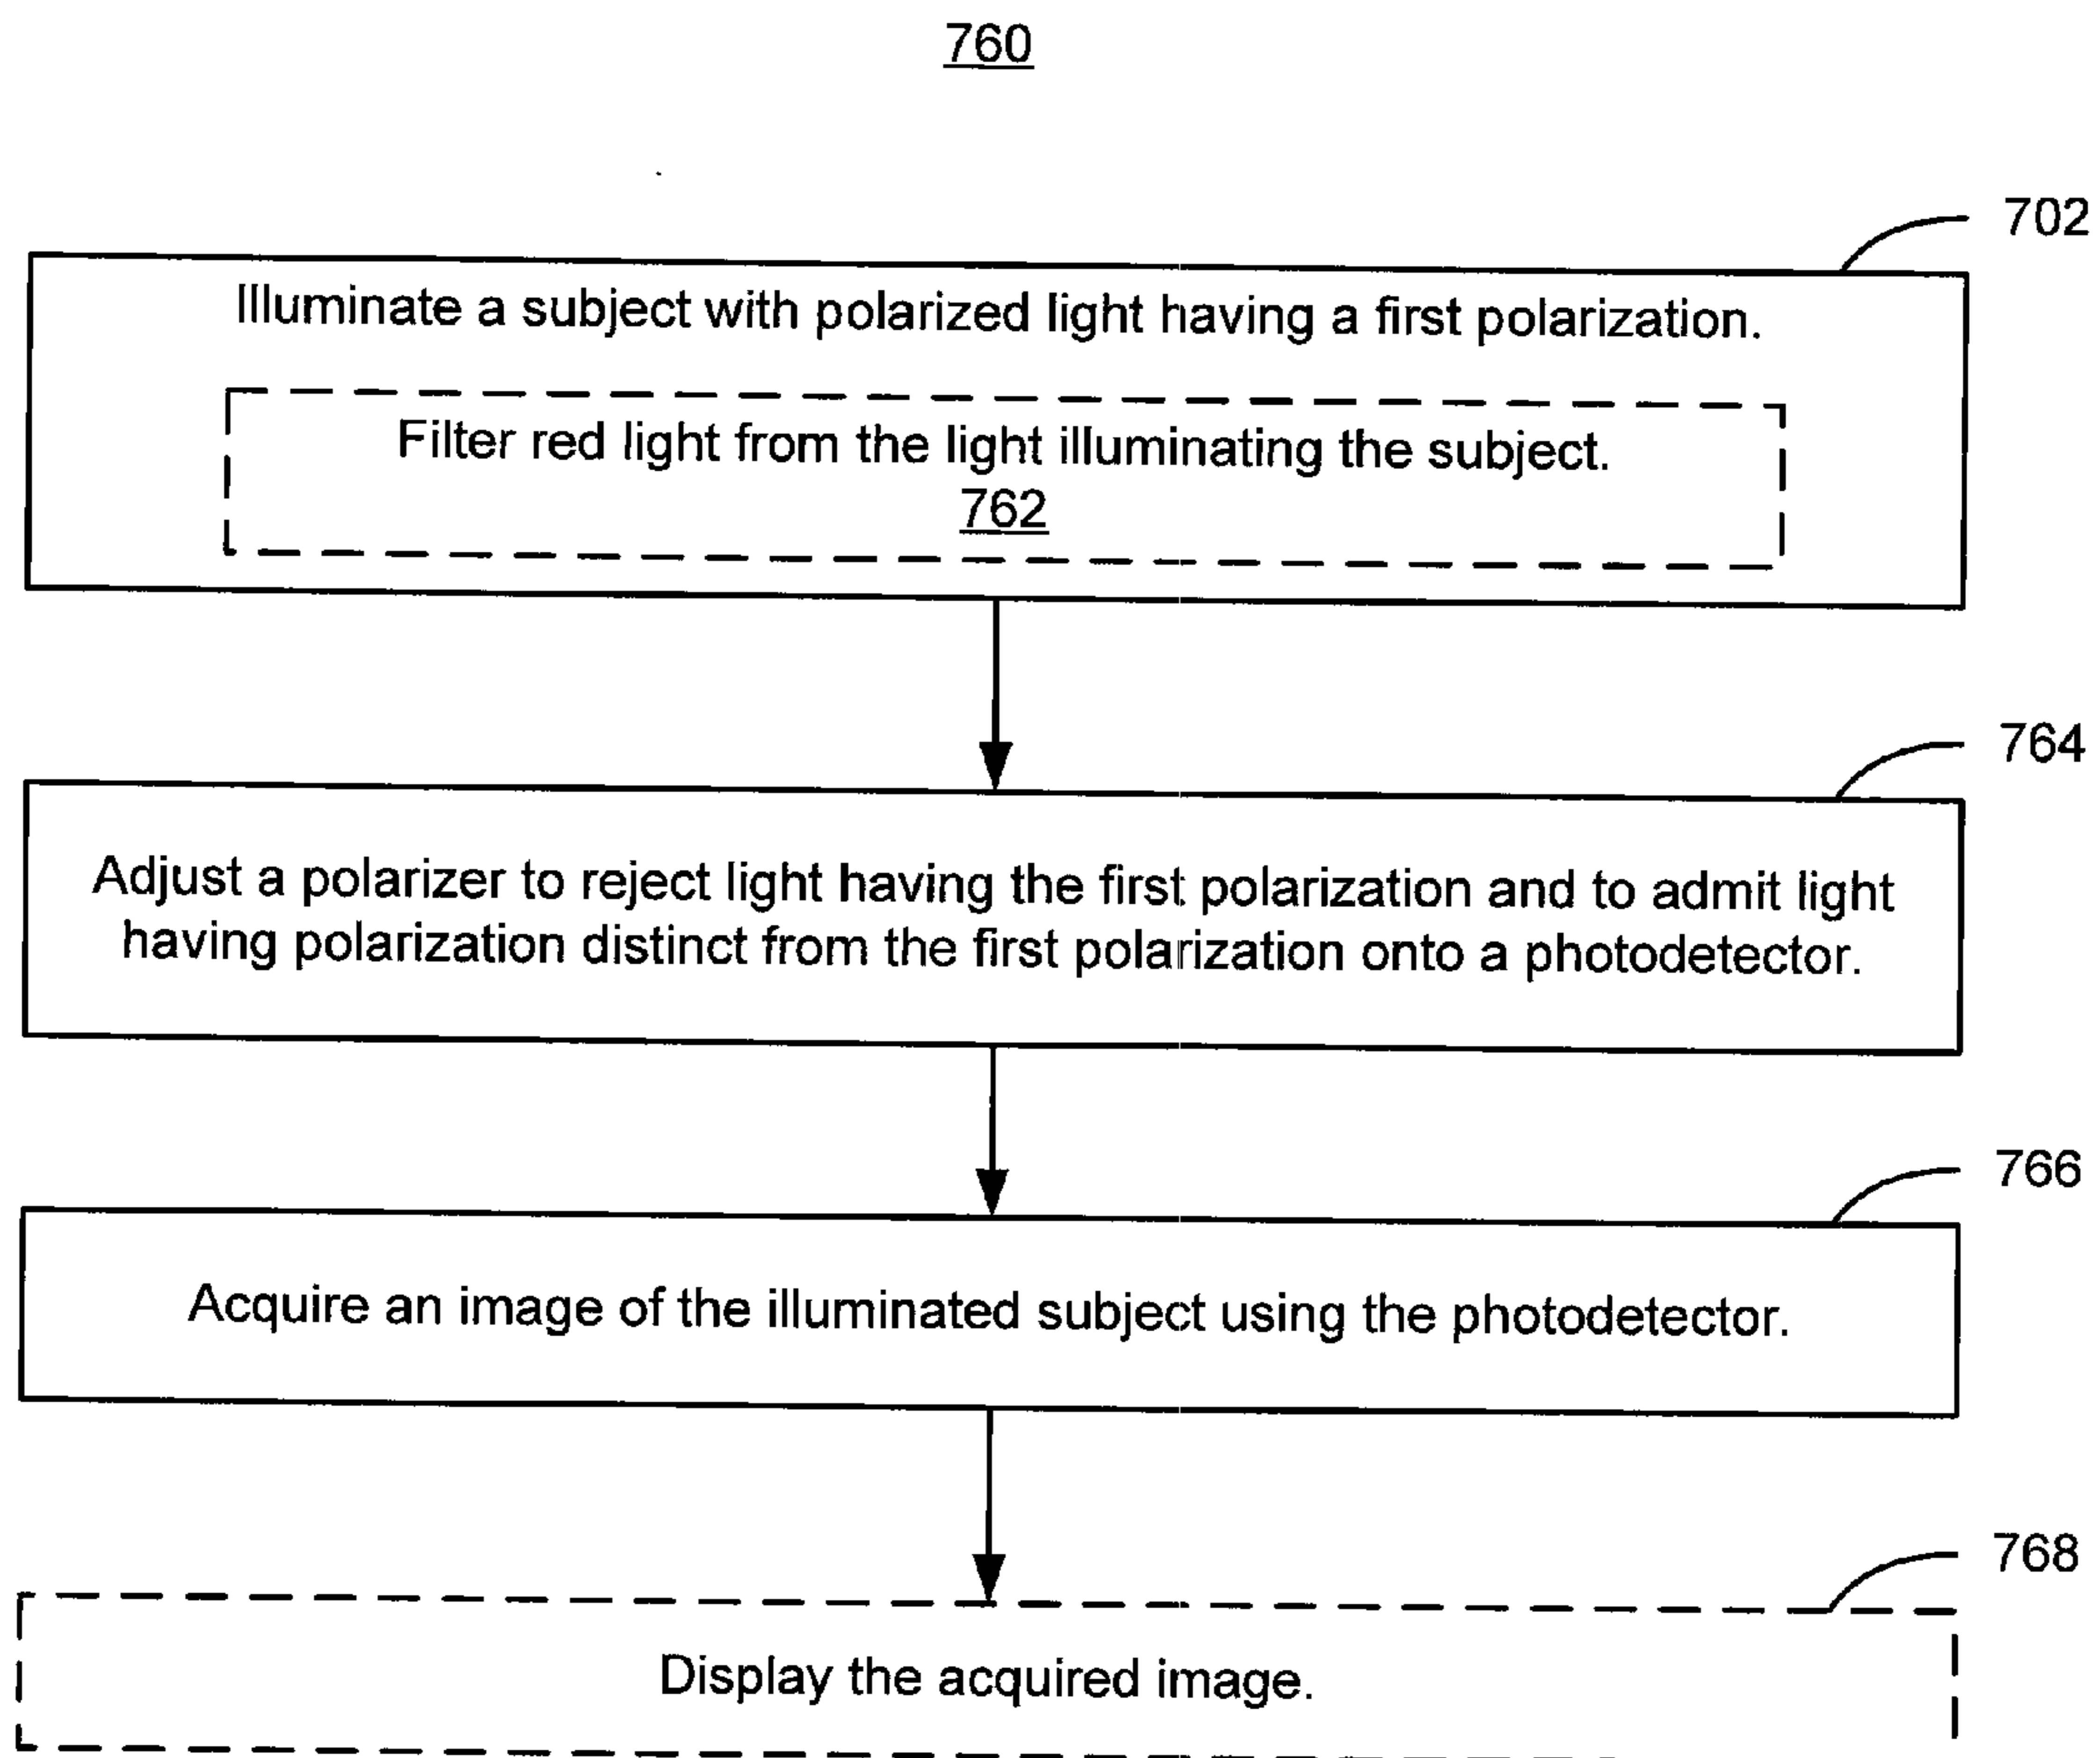 760
702
Illuminate a subject with polarized light having a first polarization.
Filter red light from the light illuminating the subject.
762
764
Adjust a polarizer to reject light having the first polarization and to admit light
having polarization distinct from the first polarization onto a photodetector.
766
Acquire an image of the illuminated subject using the photodetector.
768
Display the acquired image.